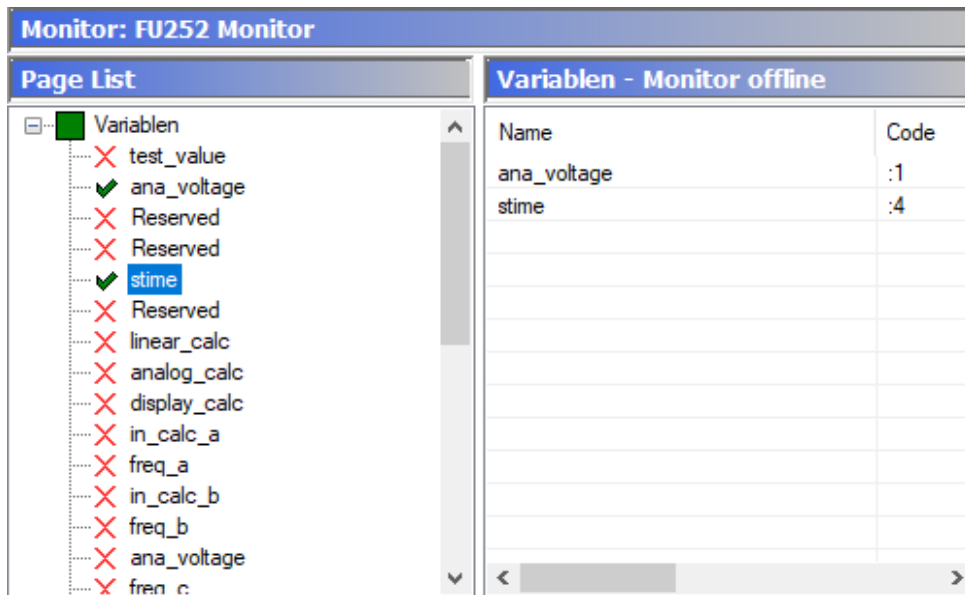 Monitor: FU252 Monitor
Page List
Variablen
test_value
ana_voltage
Reserved
Reserved
stime
Reserved
linear_calc
analog_calc
display_calc
in_calc_a
freq_a
in_calc_b
freq_b
ana_voltage
freq_c
Variablen - Monitor offline
Name Code
ana_voltage :1
stime :4